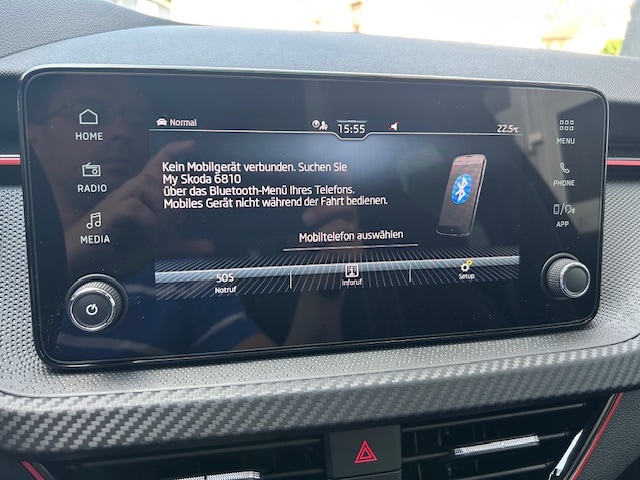 HOME
RADIO
MEDIA
Normal
15:55
22.5°C
Kein Mobilgerät verbunden. Suchen Sie
My Skoda 6810
über das Bluetooth-Menü Ihres Telefons.
Mobiles Gerät nicht während der Fahrt bedienen.
Mobiltelefon auswählen
SOS
Notruf
Inforuf
Setup
MENU
PHONE
APP